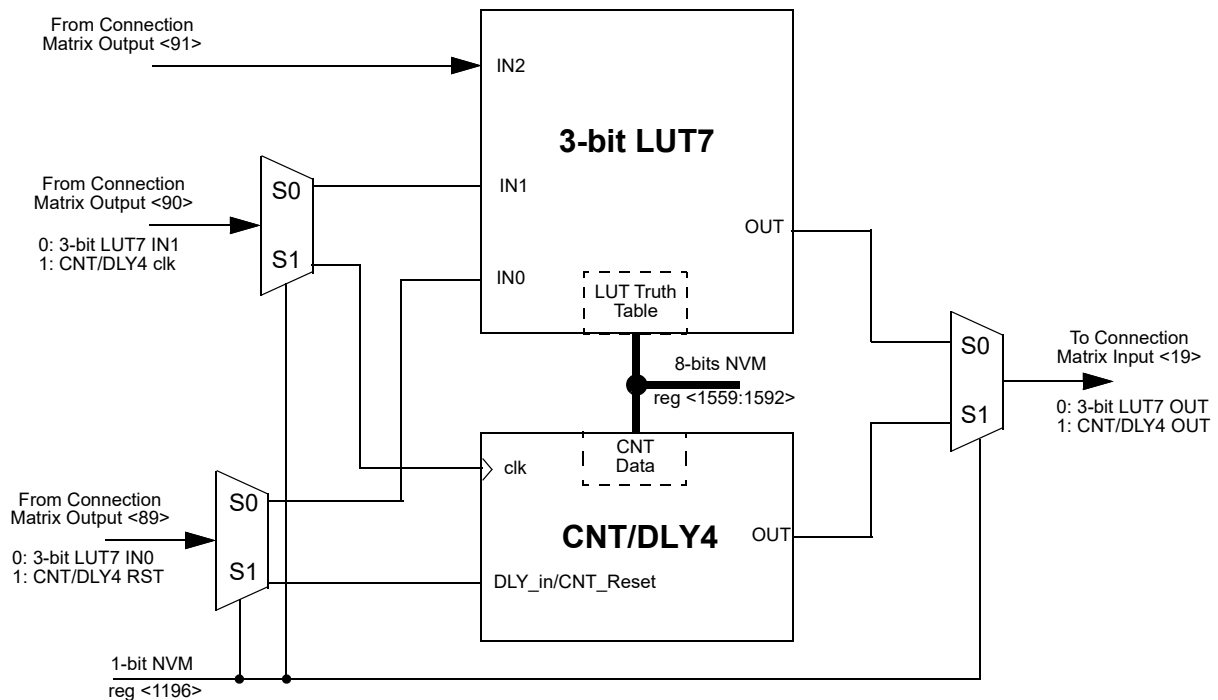 From Connection
Matrix Output <91>
IN2
3-bit LUT7
From Connection
Matrix Output <90>
0: 3-bit LUT7 IN1
1: CNT/DLY4 clk
S0
S1
IN1
IN0
OUT
LUT Truth
Table
8-bits NVM
reg <1559:1592>
S0
S1
To Connection
Matrix Input <19>
0: 3-bit LUT7 OUT
1: CNT/DLY4 OUT
CNT
Data
clk
CNT/DLY4
OUT
DLY_in/CNT_Reset
From Connection
Matrix Output <89>
0: 3-bit LUT7 IN0
1: CNT/DLY4 RST
S0
S1
1-bit NVM
reg <1196>